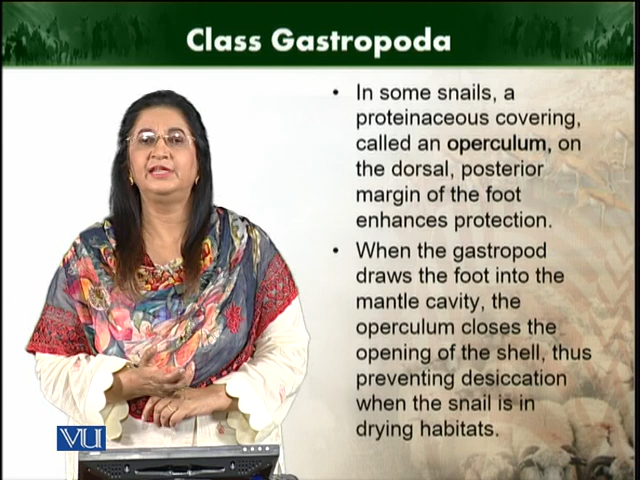 Class Gastropoda
• In some snails, a
proteinaceous covering,
called an operculum, on
the dorsal, posterior
margin of the foot
enhances protection.
• When the gastropod
draws the foot into the
mantle cavity, the
operculum closes the
opening of the shell, thus
preventing desiccation
when the snail is in
drying habitats.
VU